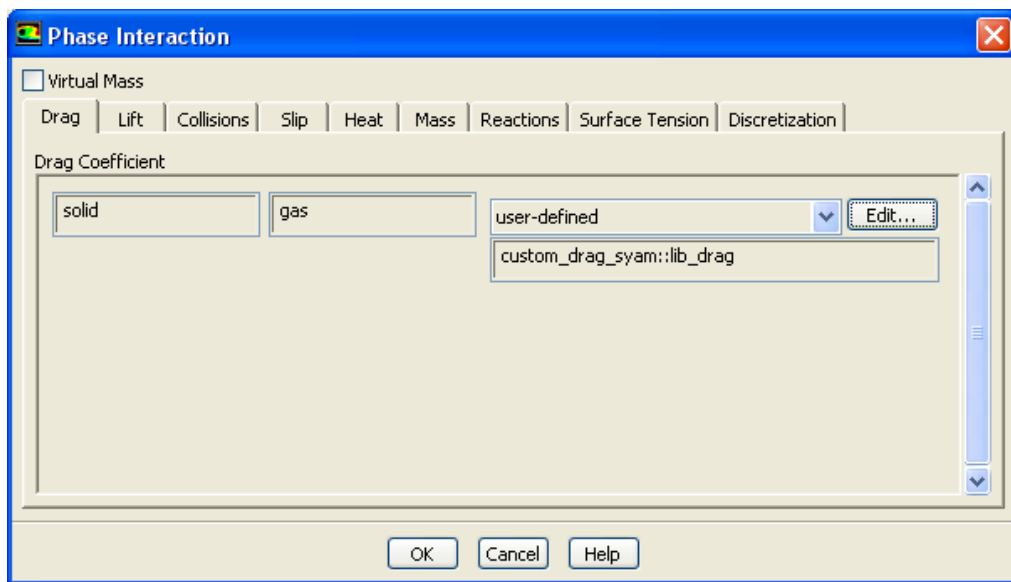 Phase Interaction
Virtual Mass
Drag Lift Collisions Slip Heat Mass Reactions Surface Tension Discretization
Drag Coefficient
solid gas user-defined Edit...
custom_drag_syam::lib_drag
OK Cancel Help